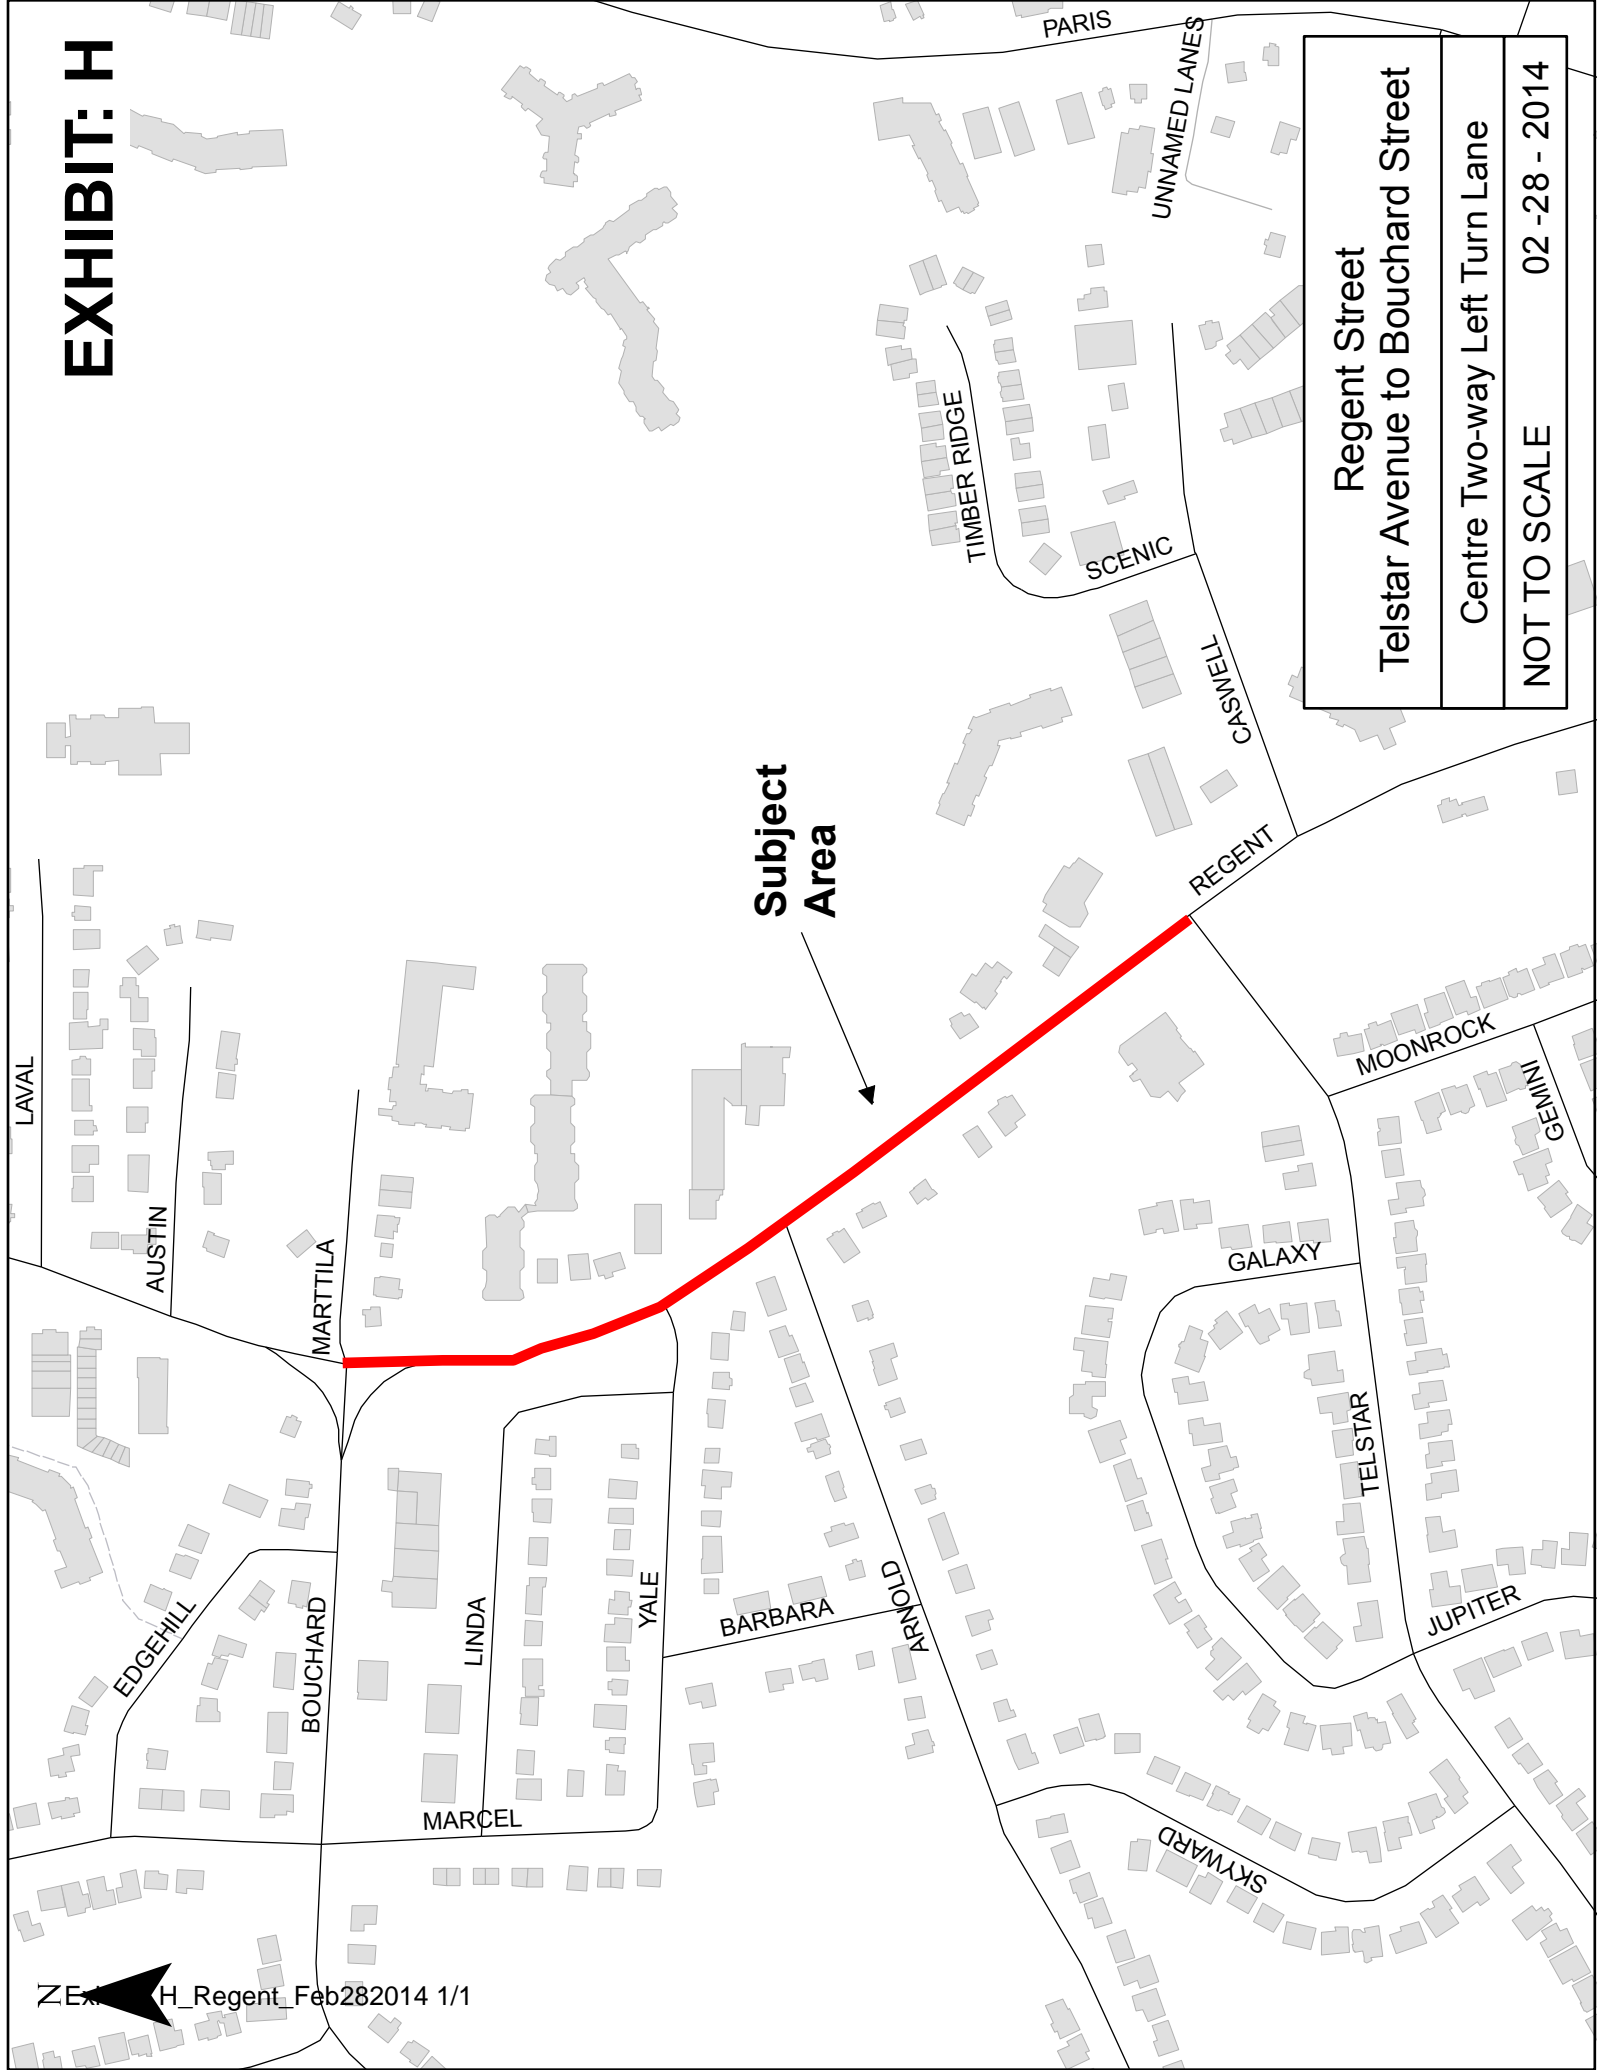 EXHIBIT: H
PARIS
UNNAMED LANES
Regent Street
Telstar Avenue to Bouchard Street
Centre Two-way Left Turn Lane
NOT TO SCALE 02 -28 - 2014
TIMBER RIDGE
SCENIC
CASWELL
Subject
Area
REGENT
LAVAL
AUSTIN
MARTTILA
MOONROCK
GEMINI
GALAXY
TELSTAR
JUPITER
EDGEHILL
BOUCHARD
LINDA
YALE
BARBARA
ARNOLD
MARCEL
SKYWARD
N
H_Regent_Feb282014 1/1